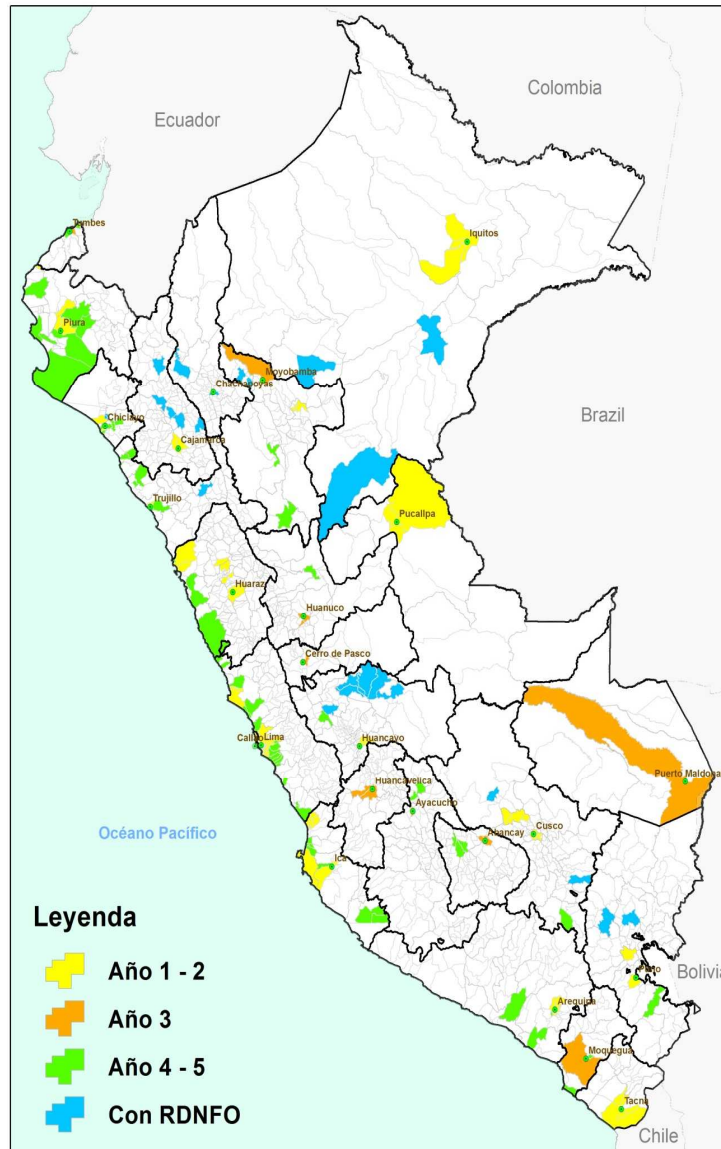 Colombia
Ecuador
Tumbes
Iquitos
Piura
Moyobamba
Chachapoyas
Brazil
Chiclayo
Cajamarca
Trujillo
Pucallpa
Huaraz
Huanuco
Cerro de Pasco
Callao
Lima
Huancayo
Puerto Maldona
Huancavelica
Ayacucho
Océano Pacífico
Abancay
Cusco
Ica
Leyenda
Bolivia
Puno
Año 1 - 2
Arequipa
Año 3
Moquegua
Año 4 - 5
Tacna
Con RDNFO
Chile